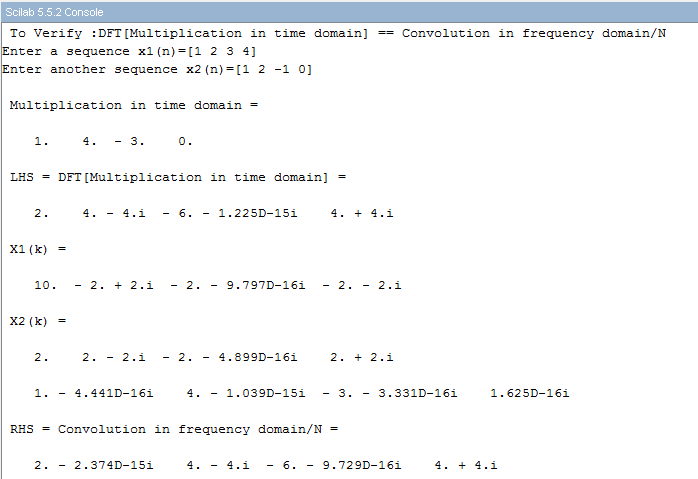 Scilab 5.5.2 Console
To Verify :DFT[Multiplication in time domain] == Convolution in frequency domain/N
Enter a sequence x1(n)=[1 2 3 4]
Enter another sequence x2(n)=[1 2 -1 0]
Multiplication in time domain =
1. 4. - 3. 0.
LHS = DFT[Multiplication in time domain] =
2. 4. - 4.i - 6. - 1.225D-15i 4. + 4.i
X1(k) =
10. - 2. + 2.i - 2. - 9.797D-16i - 2. - 2.i
X2(k) =
2. 2. - 2.i - 2. - 4.899D-16i 2. + 2.i
1. - 4.441D-16i 4. - 1.039D-15i - 3. - 3.331D-16i 1.625D-16i
RHS = Convolution in frequency domain/N =
2. - 2.374D-15i 4. - 4.i - 6. - 9.729D-16i 4. + 4.i